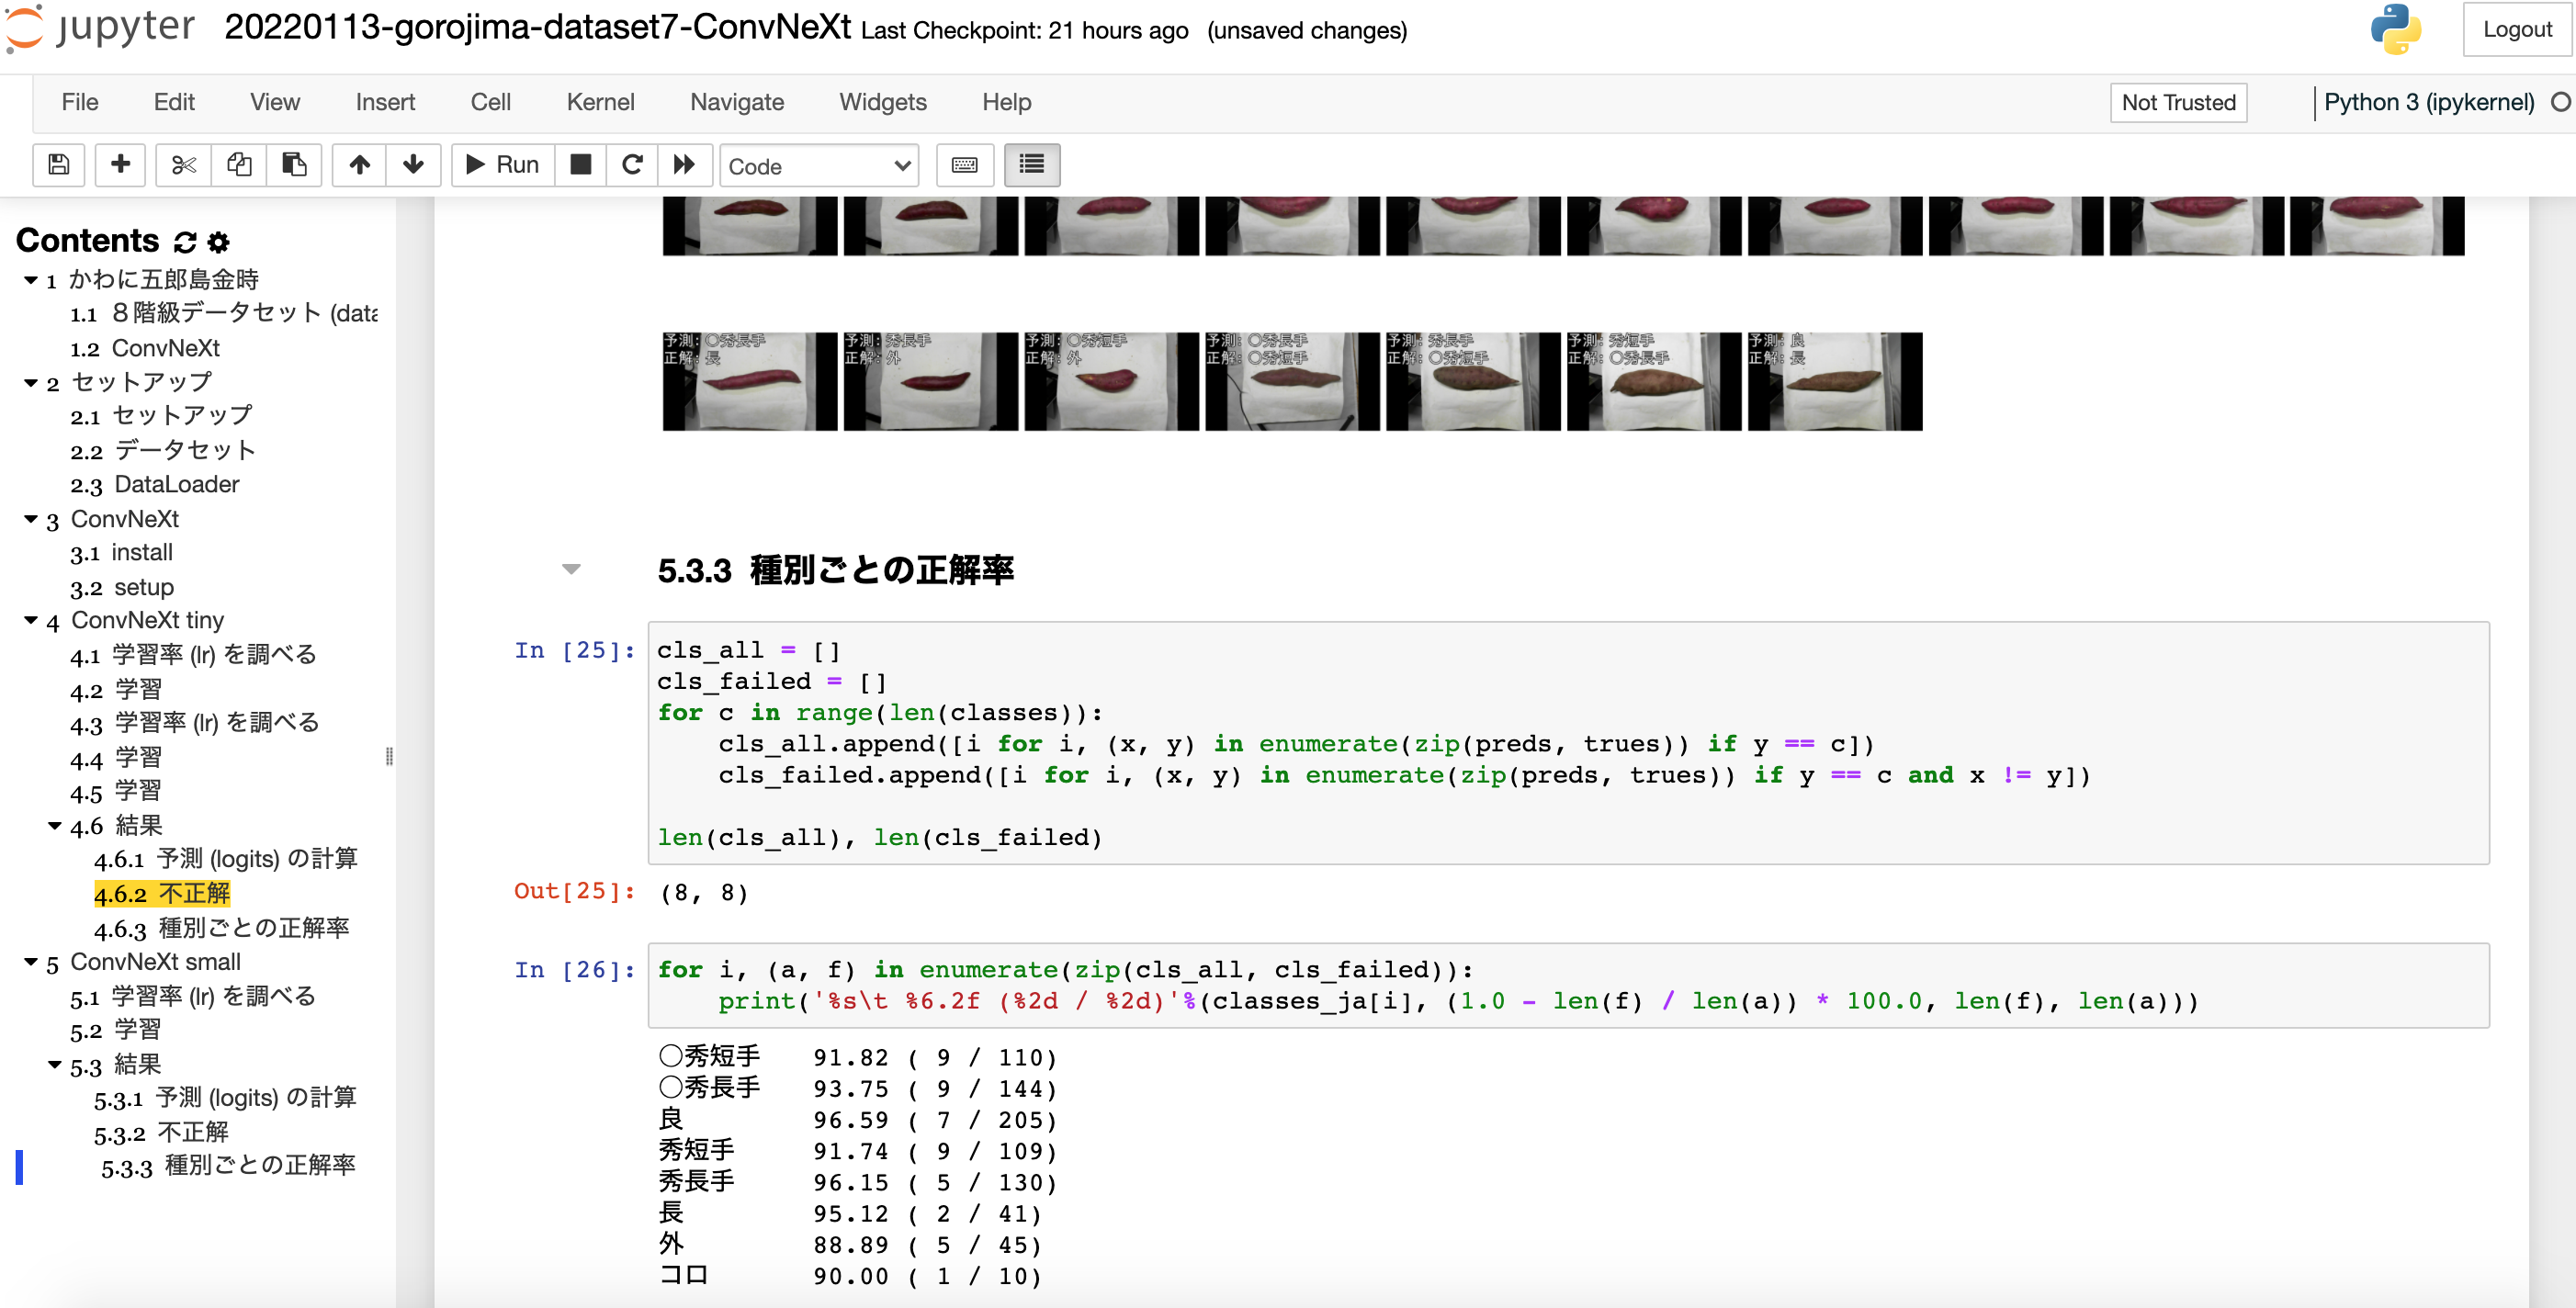 jupyter 20220113-gorojima-dataset7-ConvNeXt Last Checkpoint: 21 hours ago (unsaved changes) Logout
File Edit View Insert Cell Kernel Navigate Widgets Help Not Trusted Python 3 (ipykernel)
Run Code
Contents
1 かわに五郎島金時
1.1 ８階級データセット (data
1.2 ConvNeXt
2 セットアップ
2.1 セットアップ
2.2 データセット
2.3 DataLoader
3 ConvNeXt
3.1 install
3.2 setup
4 ConvNeXt tiny
4.1 学習率 (lr) を調べる
4.2 学習
4.3 学習率 (lr) を調べる
4.4 学習
4.5 学習
4.6 結果
4.6.1 予測 (logits) の計算
4.6.2 不正解
4.6.3 種別ごとの正解率
5 ConvNeXt small
5.1 学習率 (lr) を調べる
5.2 学習
5.3 結果
5.3.1 予測 (logits) の計算
5.3.2 不正解
5.3.3 種別ごとの正解率
予測: 〇秀長手
正解: 長
予測: 秀長手
正解: 外
予測: 〇秀短手
正解: 外
予測: 〇秀長手
正解: 〇秀短手
予測: 秀長手
正解: 〇秀短手
予測: 秀短手
正解: 〇秀長手
予測: 良
正解: 長
5.3.3 種別ごとの正解率
In [25]: cls_all = []
cls_failed = []
for c in range(len(classes)):
    cls_all.append([i for i, (x, y) in enumerate(zip(preds, trues)) if y == c])
    cls_failed.append([i for i, (x, y) in enumerate(zip(preds, trues)) if y == c and x != y])
len(cls_all), len(cls_failed)
Out[25]: (8, 8)
In [26]: for i, (a, f) in enumerate(zip(cls_all, cls_failed)):
    print('%s\t %6.2f (%2d / %2d)'%(classes_ja[i], (1.0 - len(f) / len(a)) * 100.0, len(f), len(a)))
〇秀短手 91.82 ( 9 / 110)
〇秀長手 93.75 ( 9 / 144)
良 96.59 ( 7 / 205)
秀短手 91.74 ( 9 / 109)
秀長手 96.15 ( 5 / 130)
長 95.12 ( 2 / 41)
外 88.89 ( 5 / 45)
コロ 90.00 ( 1 / 10)